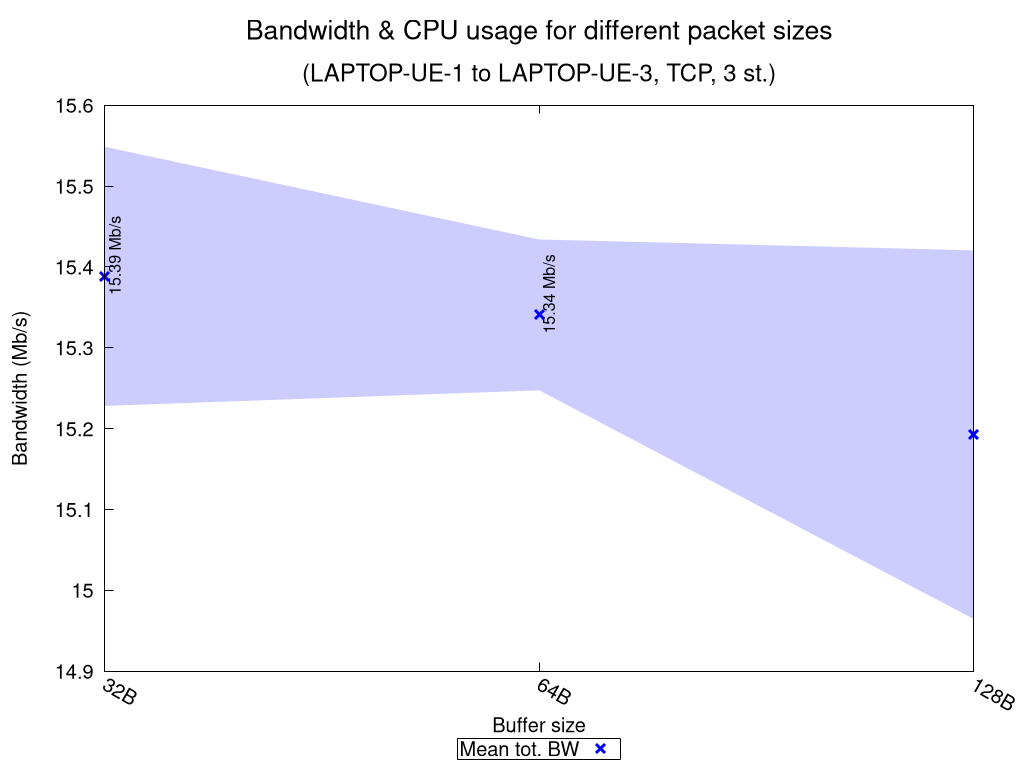 Bandwidth & CPU usage for different packet sizes
(LAPTOP-UE-1 to LAPTOP-UE-3, TCP, 3 st.)
15.6
15.5
15.4
15.3
15.2
15.1
15
14.9
Bandwidth (Mb/s)
15.39 Mb/s
15.34 Mb/s
32B
64B
128B
Buffer size
Mean tot. BW